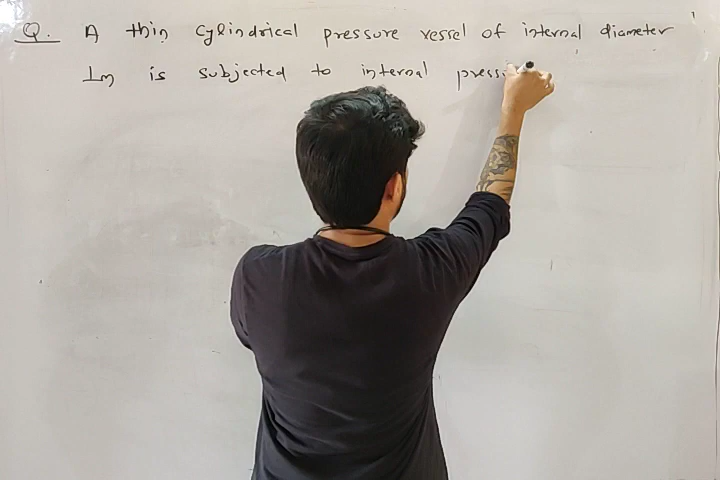 Q. A thin cylindrical pressure vessel of internal diameter
1m is subjected to internal press